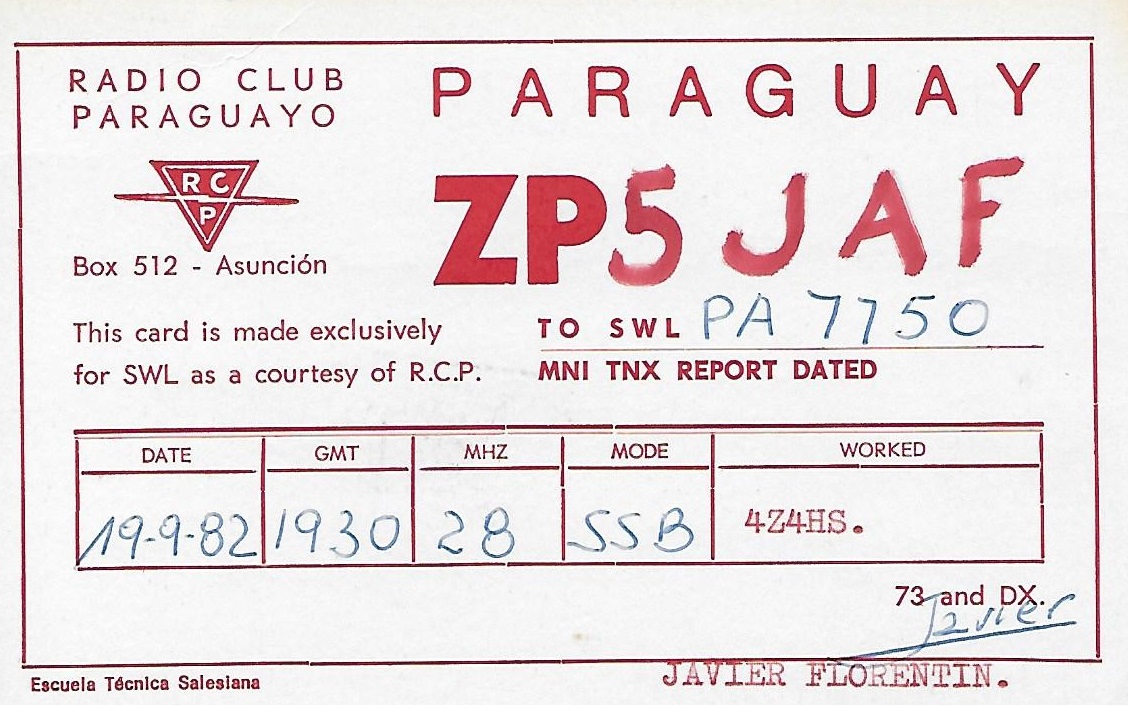 RADIO CLUB
PARAGUAYO
PARAGUAY
R C
P
ZP5JAF
Box 512 - Asunción
This card is made exclusively
for SWL as a courtesy of R.C.P.
TO SWL PA 7750
MNI TNX REPORT DATED
DATE GMT MHZ MODE WORKED
19-9-82 1930 28 SSB 4Z4HS.
73 and DX.
Javier
JAVIER FLORENTIN.
Escuela Técnica Salesiana